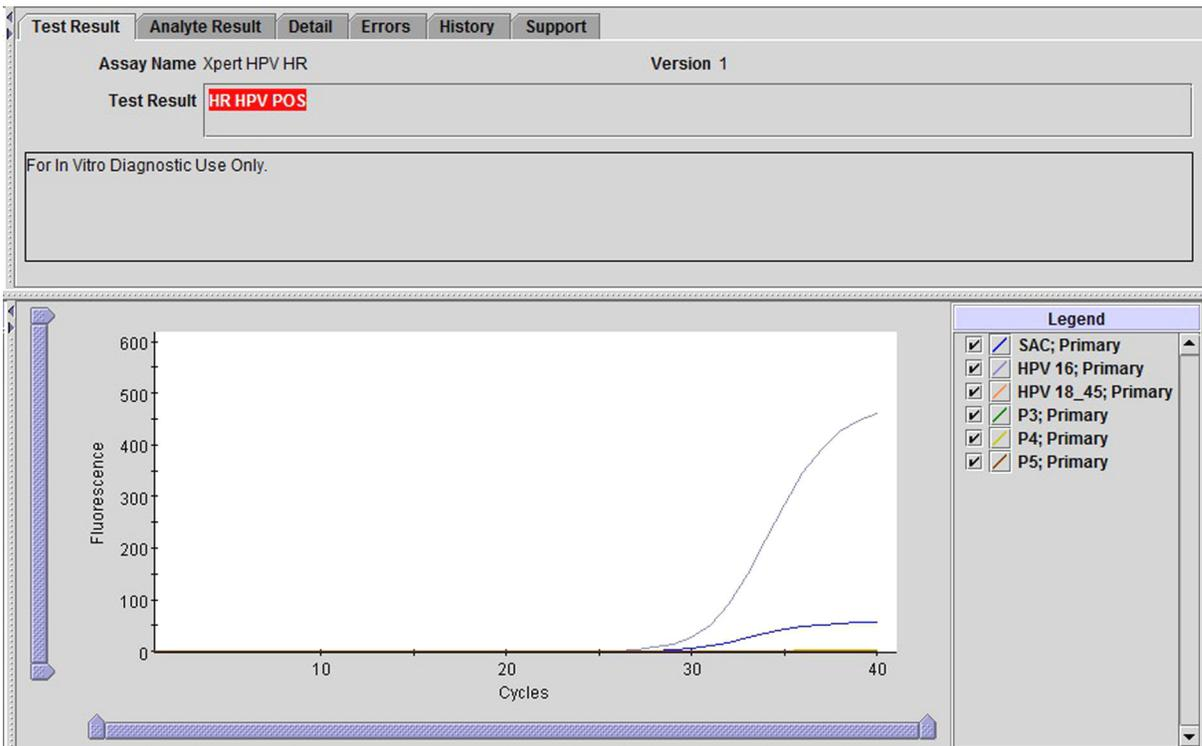 Test Result Analyte Result Detail Errors History Support
Assay Name Xpert HPV HR Version 1
Test Result HR HPV POS
For In Vitro Diagnostic Use Only.
Legend
SAC; Primary
HPV 16; Primary
HPV 18_45; Primary
P3; Primary
P4; Primary
P5; Primary
600
500
400
300
200
100
0
Fluorescence
10 20 30 40
Cycles